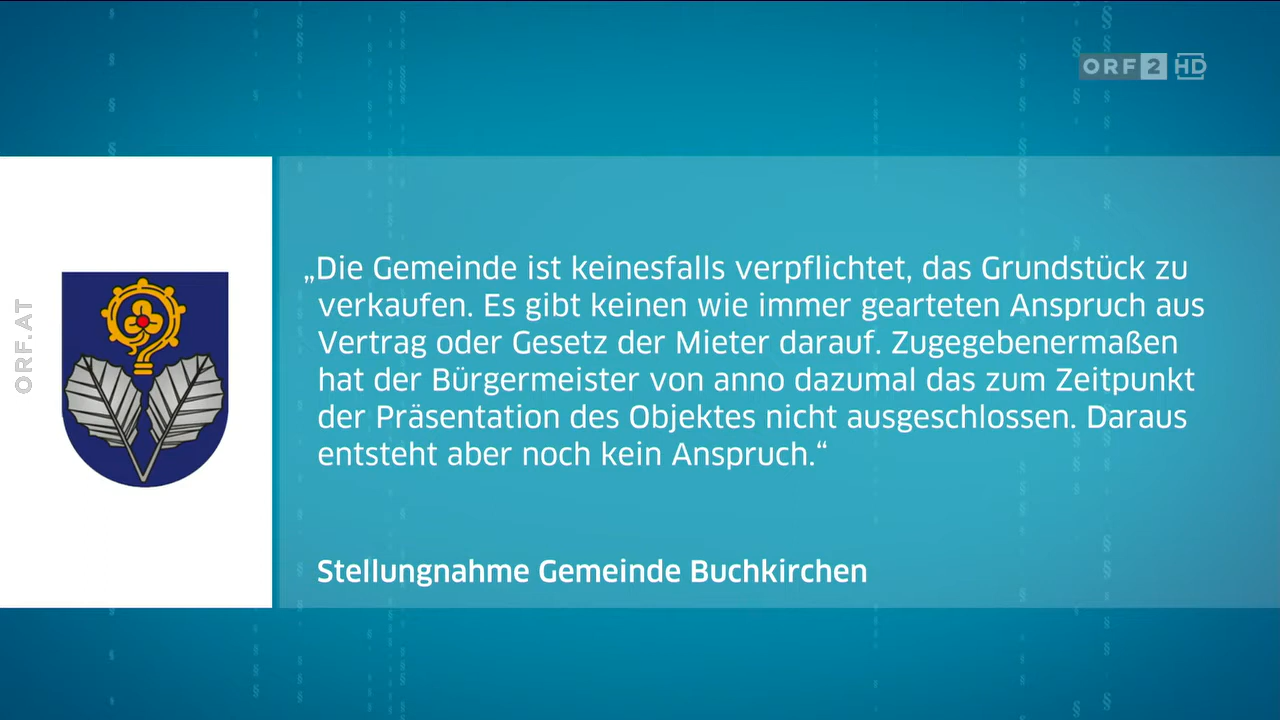 ORF 2 HD
„Die Gemeinde ist keinesfalls verpflichtet, das Grundstück zu
verkaufen. Es gibt keinen wie immer gearteten Anspruch aus
Vertrag oder Gesetz der Mieter darauf. Zugegebenermaßen
hat der Bürgermeister von anno dazumal das zum Zeitpunkt
der Präsentation des Objektes nicht ausgeschlossen. Daraus
entsteht aber noch kein Anspruch.“
Stellungnahme Gemeinde Buchkirchen
ORF.AT